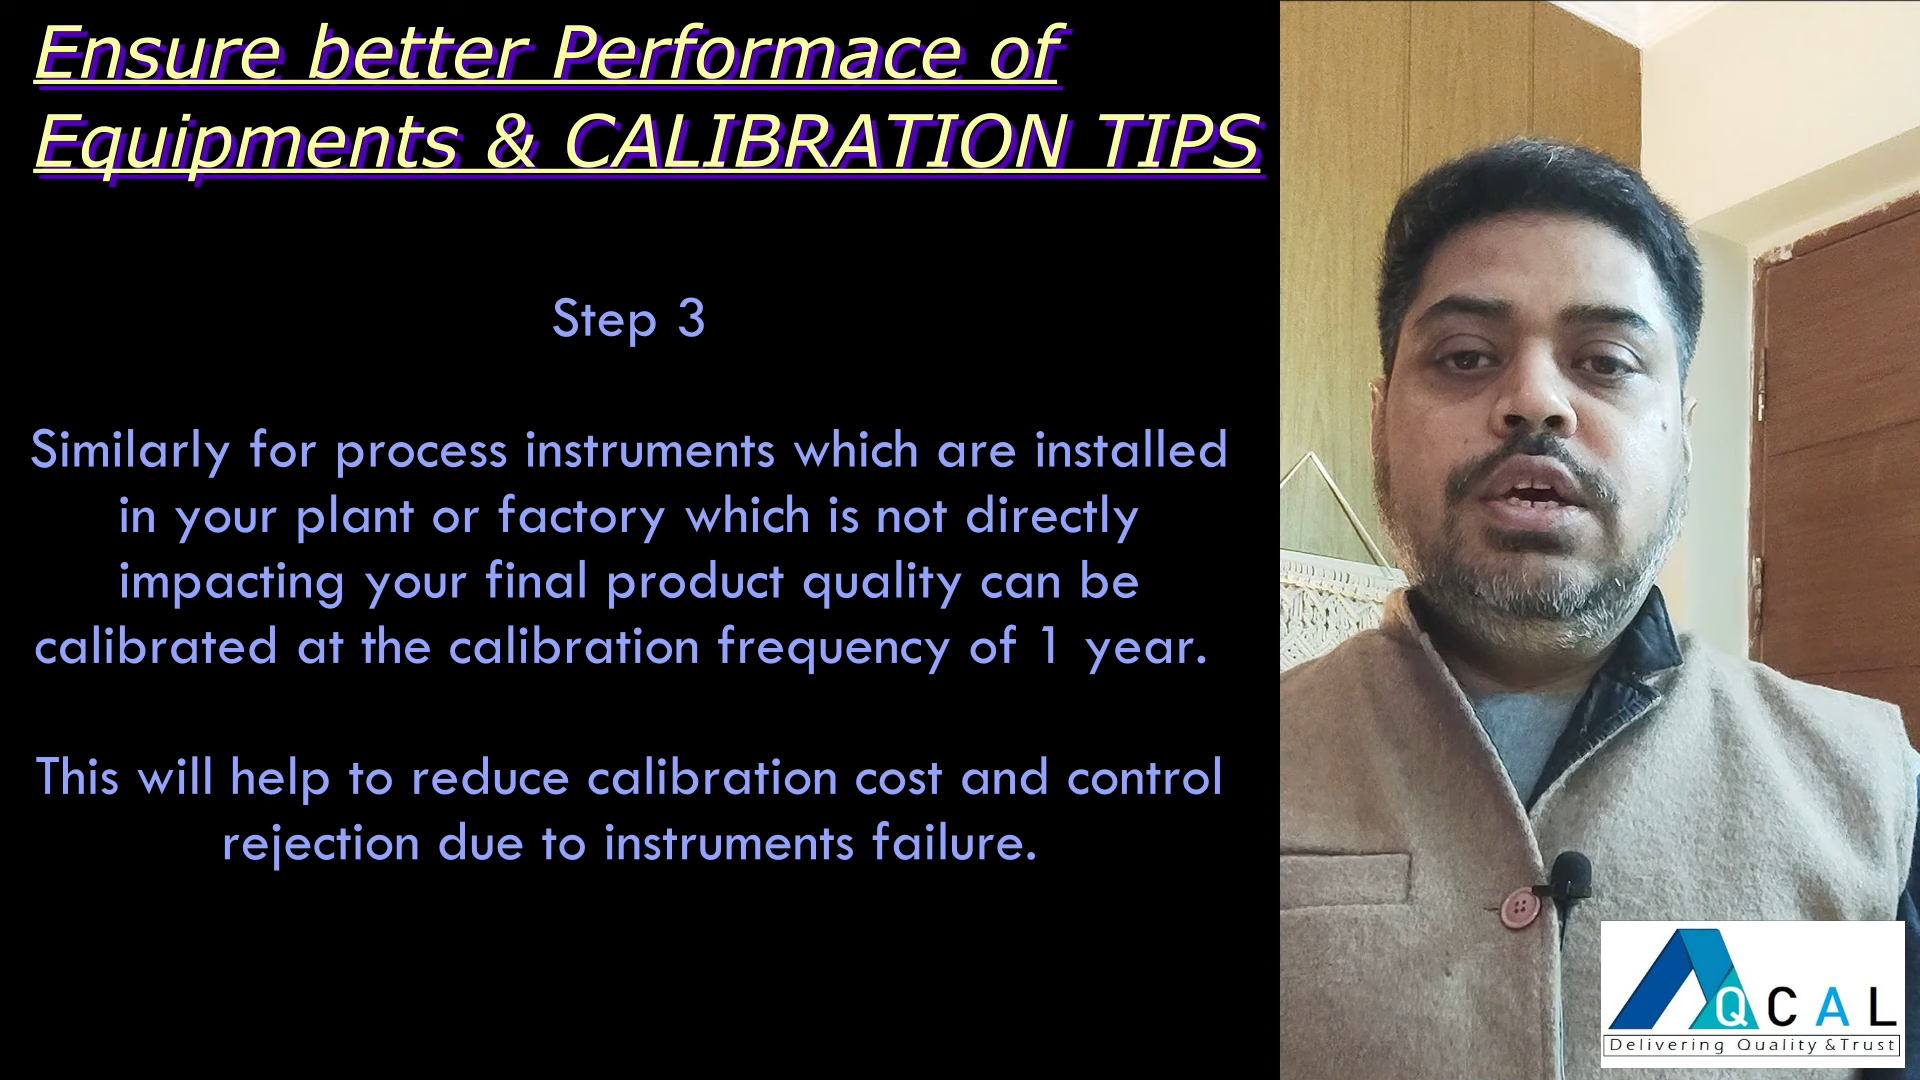 Ensure better Performace of
Equipments & CALIBRATION TIPS
Step 3
Similarly for process instruments which are installed
in your plant or factory which is not directly
impacting your final product quality can be
calibrated at the calibration frequency of 1 year.
This will help to reduce calibration cost and control
rejection due to instruments failure.
AQCAL
Delivering Quality &Trust